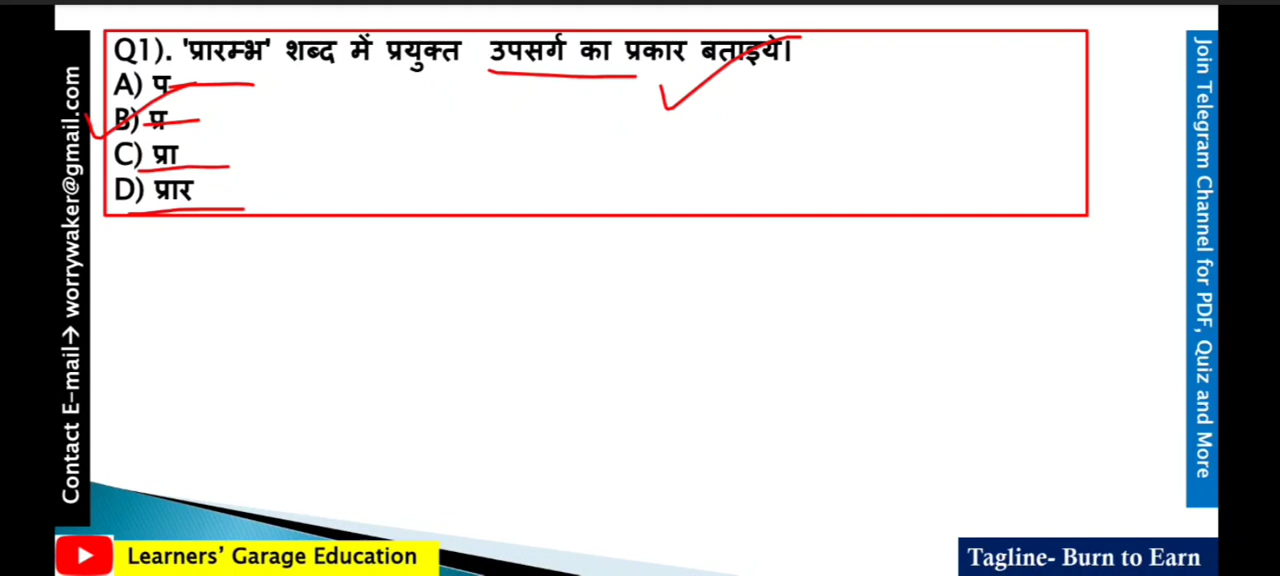 Q1). 'प्रारम्भ' शब्द में प्रयुक्त उपसर्ग का प्रकार बताइये।
A) प
B) प्र
C) प्रा
D) प्रार
Contact E-mail→ worrywaker@gmail.com
Join Telegram Channel for PDF, Quiz and More
Learners’ Garage Education
Tagline- Burn to Earn